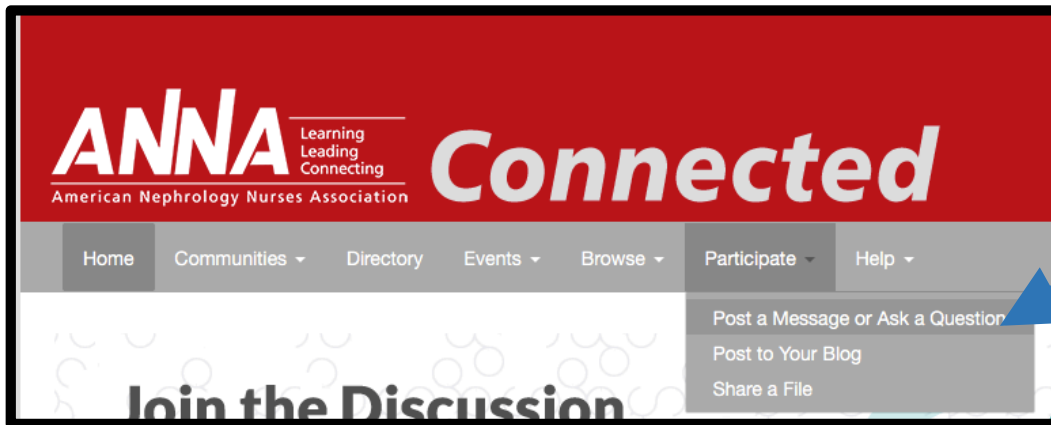 ANNA
Learning
Leading
Connecting
American Nephrology Nurses Association
Connected
Home Communities Directory Events Browse Participate Help
Post a Message or Ask a Question
Post to Your Blog
Share a File
Join the Discussion